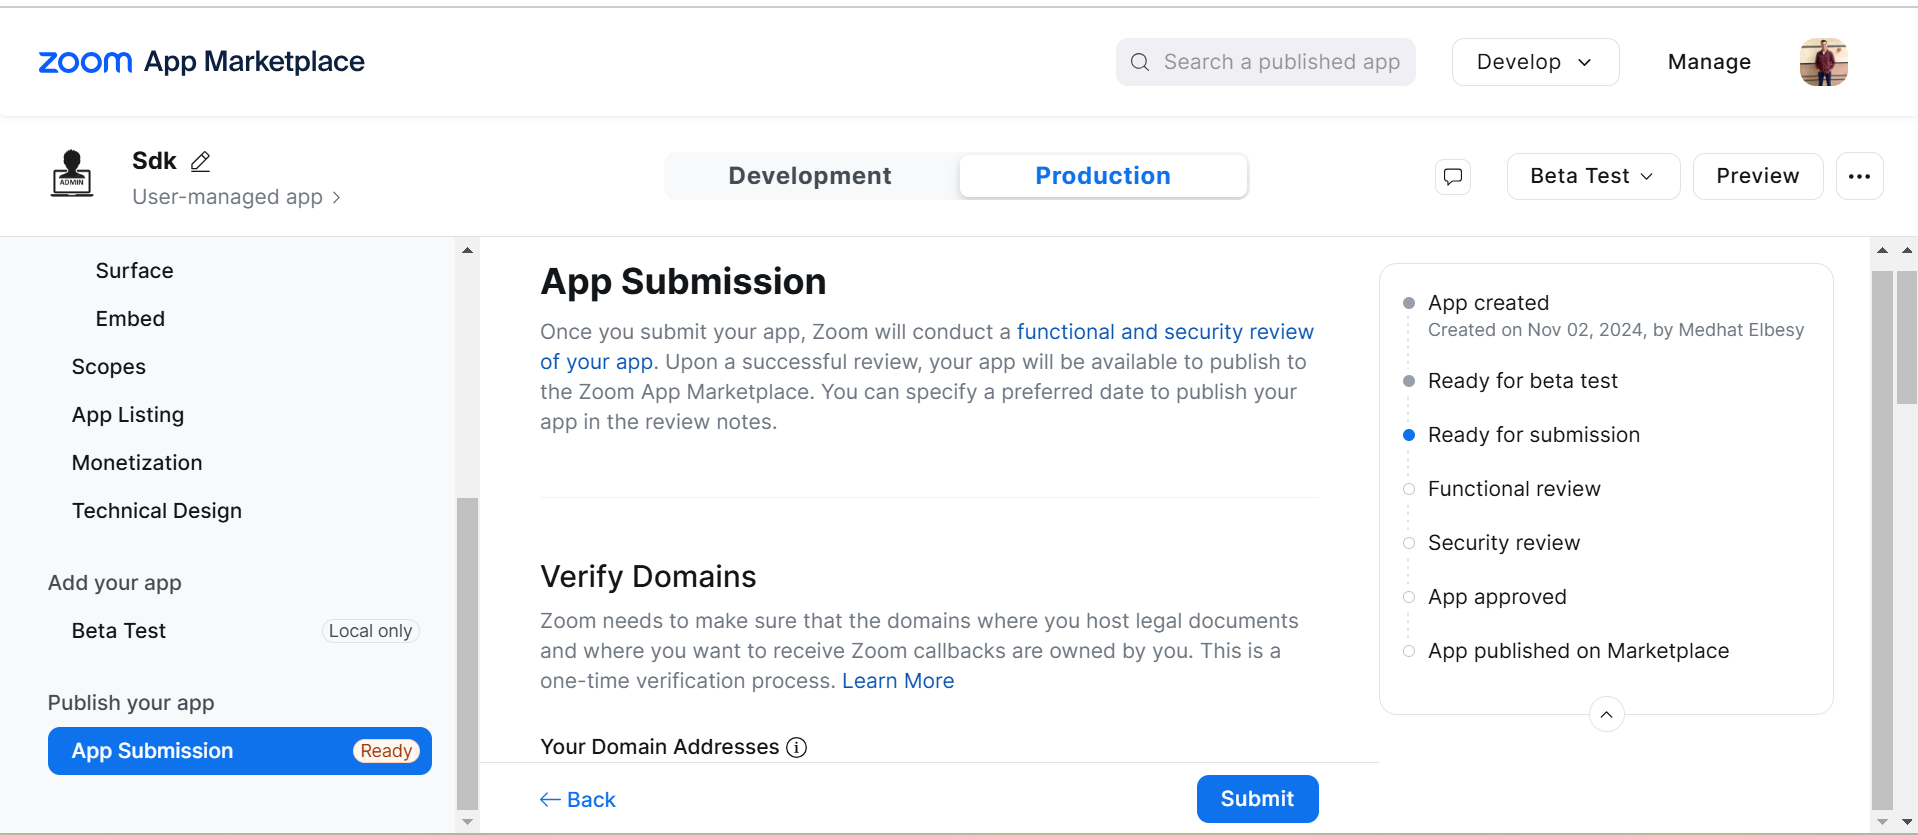 zoom App Marketplace
Search a published app
Develop
Manage
ADMIN
Sdk
User-managed app
Development
Production
Beta Test
Preview
Surface
Embed
Scopes
App Listing
Monetization
Technical Design
Add your app
Beta Test
Local only
Publish your app
App Submission
Ready
App Submission
Once you submit your app, Zoom will conduct a functional and security review
of your app. Upon a successful review, your app will be available to publish to
the Zoom App Marketplace. You can specify a preferred date to publish your
app in the review notes.
Verify Domains
Zoom needs to make sure that the domains where you host legal documents
and where you want to receive Zoom callbacks are owned by you. This is a
one-time verification process. Learn More
Your Domain Addresses
Back
Submit
App created
Created on Nov 02, 2024, by Medhat Elbesy
Ready for beta test
Ready for submission
Functional review
Security review
App approved
App published on Marketplace